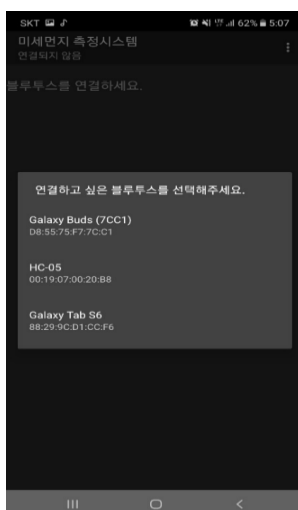 SKT 62% 5:07
미세먼지 측정시스템
연결되지 않음
블루투스를 연결하세요.
연결하고 싶은 블루투스를 선택해주세요.
Galaxy Buds (7CC1)
D8:55:75:F7:7C:C1
HC-05
00:19:07:00:20:B8
Galaxy Tab S6
88:29:9C:D1:CC:F6